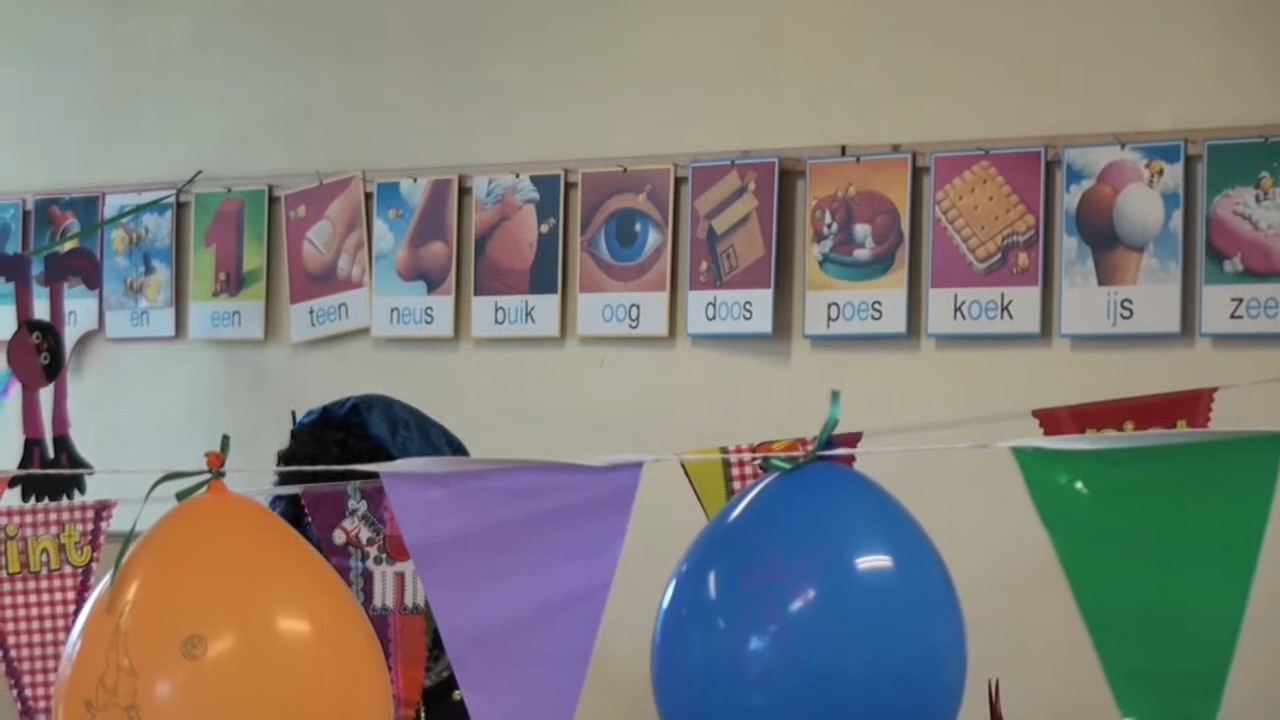 en
een
teen
neus
buik
oog
doos
poes
koek
ijs
zee
int